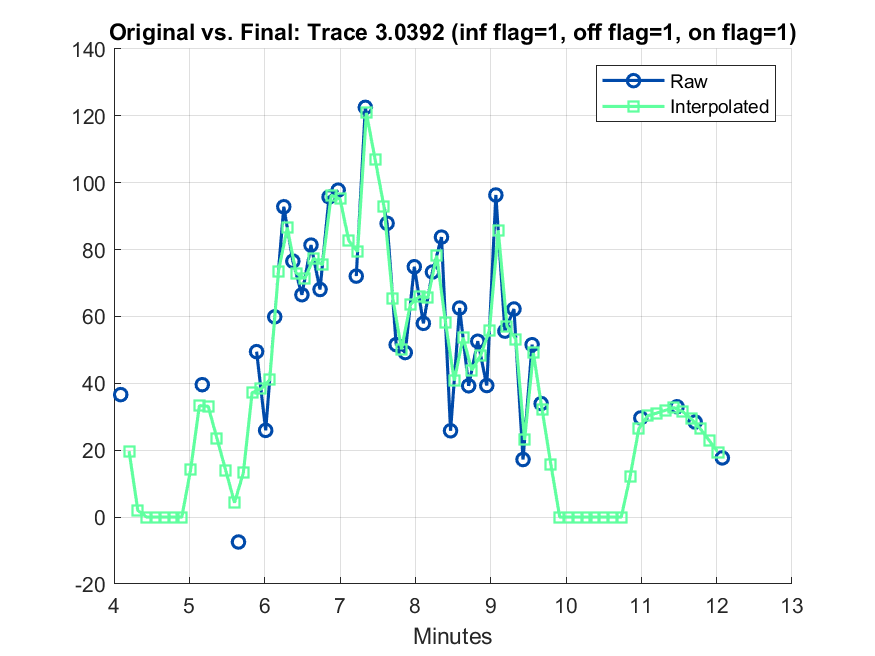 Original vs. Final: Trace 3.0392 (inf flag=1, off flag=1, on flag=1)
140
120
100
80
60
40
20
0
-20
Raw
Interpolated
4 5 6 7 8 9 10 11 12 13
Minutes